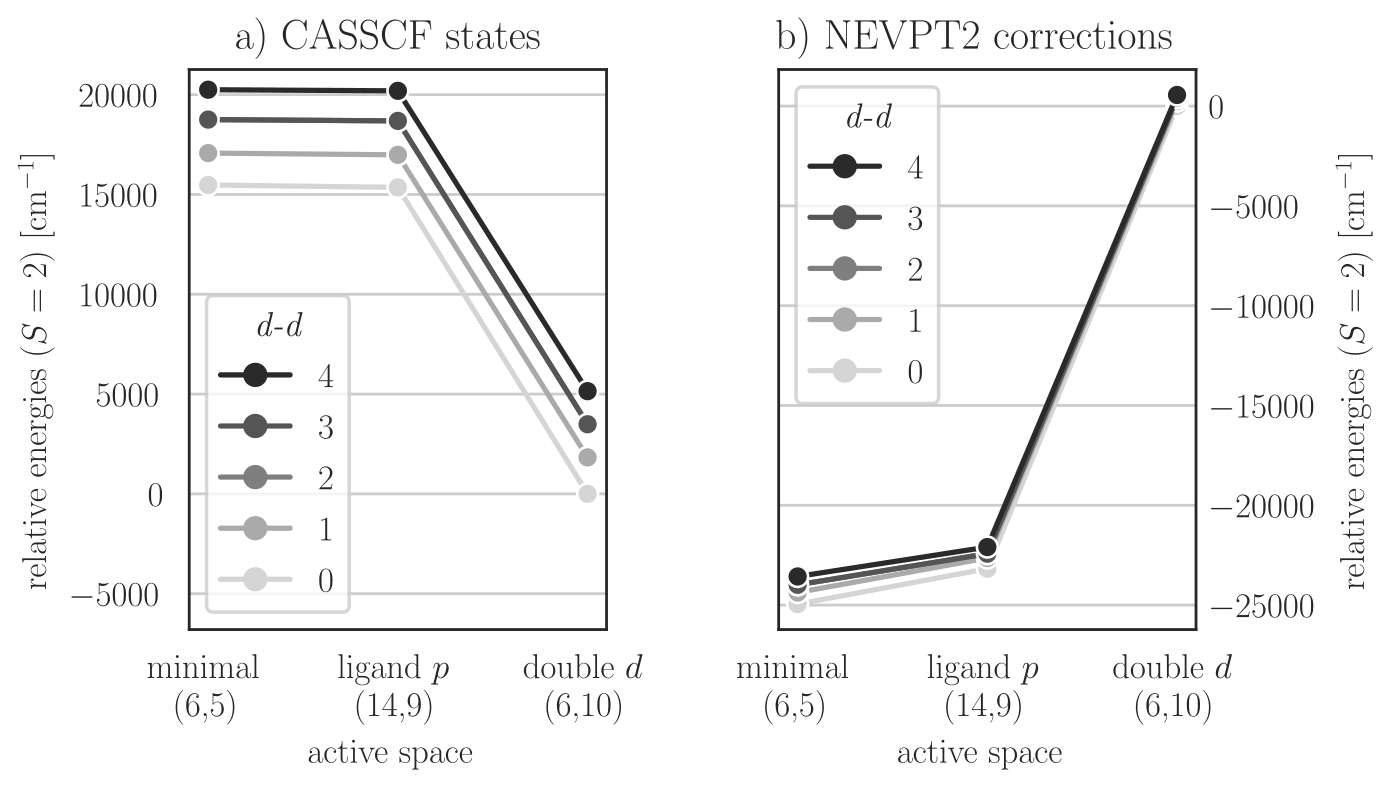 a) CASSCF states
relative energies (S = 2) [cm⁻¹]
20000
15000
10000
5000
0
−5000
d-d
4
3
2
1
0
minimal
(6,5)
ligand p
(14,9)
double d
(6,10)
active space
b) NEVPT2 corrections
d-d
4
3
2
1
0
0
−5000
−10000
−15000
−20000
−25000
relative energies (S = 2) [cm⁻¹]
minimal
(6,5)
ligand p
(14,9)
double d
(6,10)
active space